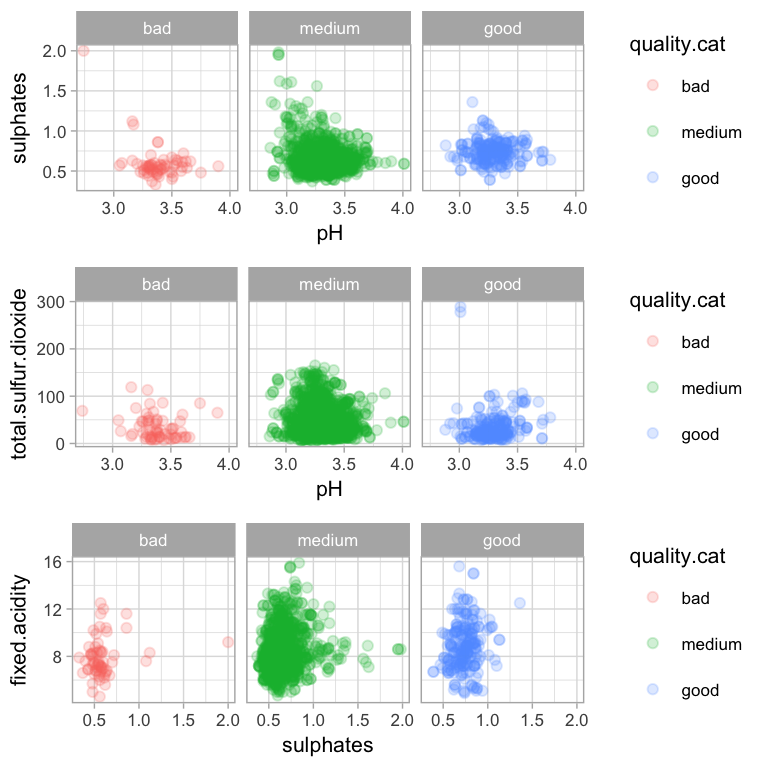 bad medium good
quality.cat
bad
medium
good
sulphates
2.0
1.5
1.0
0.5
3.0 3.5 4.0 3.0 3.5 4.0 3.0 3.5 4.0
pH
bad medium good
quality.cat
bad
medium
good
total.sulfur.dioxide
300
200
100
0
3.0 3.5 4.0 3.0 3.5 4.0 3.0 3.5 4.0
pH
bad medium good
quality.cat
bad
medium
good
fixed.acidity
16
12
8
0.5 1.0 1.5 2.0 0.5 1.0 1.5 2.0 0.5 1.0 1.5 2.0
sulphates